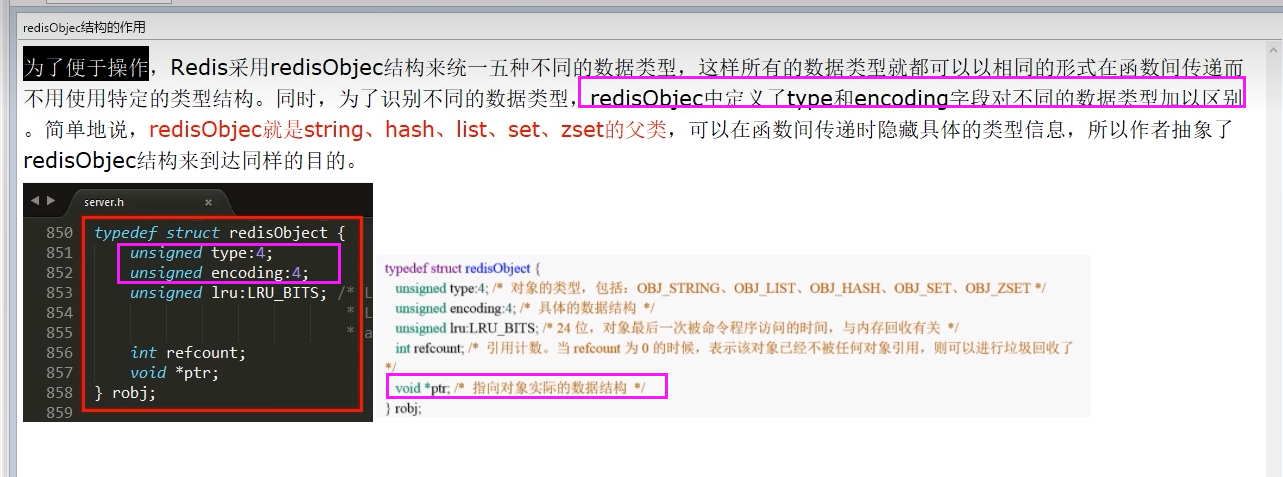 redisObjec结构的作用
为了便于操作，Redis采用redisObjec结构来统一五种不同的数据类型，这样所有的数据类型就都可以以相同的形式在函数间传递而
不用使用特定的类型结构。同时，为了识别不同的数据类型，redisObjec中定义了type和encoding字段对不同的数据类型加以区别
。简单地说，redisObjec就是string、hash、list、set、zset的父类，可以在函数间传递时隐藏具体的类型信息，所以作者抽象了
redisObjec结构来到达同样的目的。
server.h ×
850 typedef struct redisObject {
851 unsigned type:4;
852 unsigned encoding:4;
853 unsigned lru:LRU_BITS; /* L
854 * L
855 * a
856 int refcount;
857 void *ptr;
858 } robj;
859
typedef struct redisObject {
unsigned type:4; /* 对象的类型，包括：OBJ_STRING、OBJ_LIST、OBJ_HASH、OBJ_SET、OBJ_ZSET */
unsigned encoding:4; /* 具体的数据结构 */
unsigned lru:LRU_BITS; /* 24 位，对象最后一次被命令程序访问的时间，与内存回收有关 */
int refcount; /* 引用计数。当 refcount 为 0 的时候，表示该对象已经不被任何对象引用，则可以进行垃圾回收了
*/
void *ptr; /* 指向对象实际的数据结构 */
} robj;